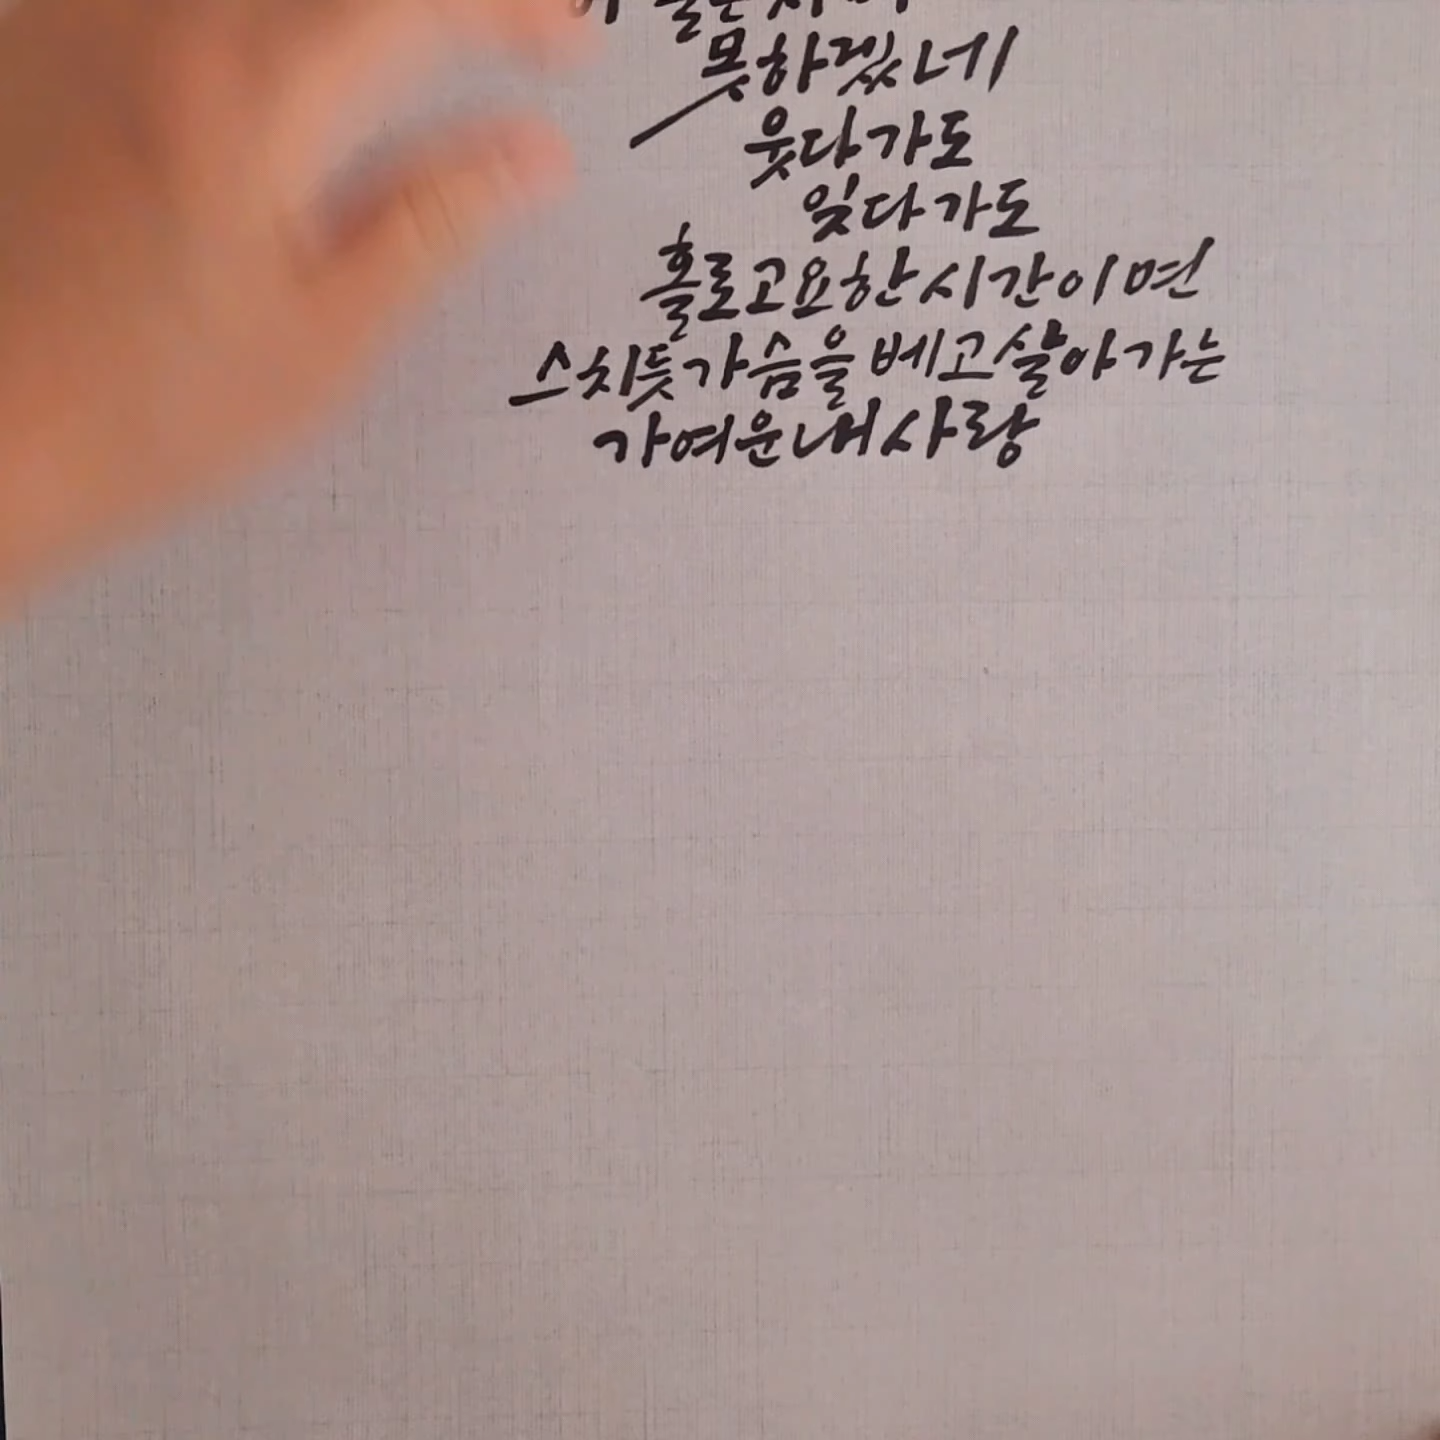 못하겠네
웃다가도
잊다가도
홀로고요한시간이면
스치듯가슴을베고살아가는
가여운내사랑